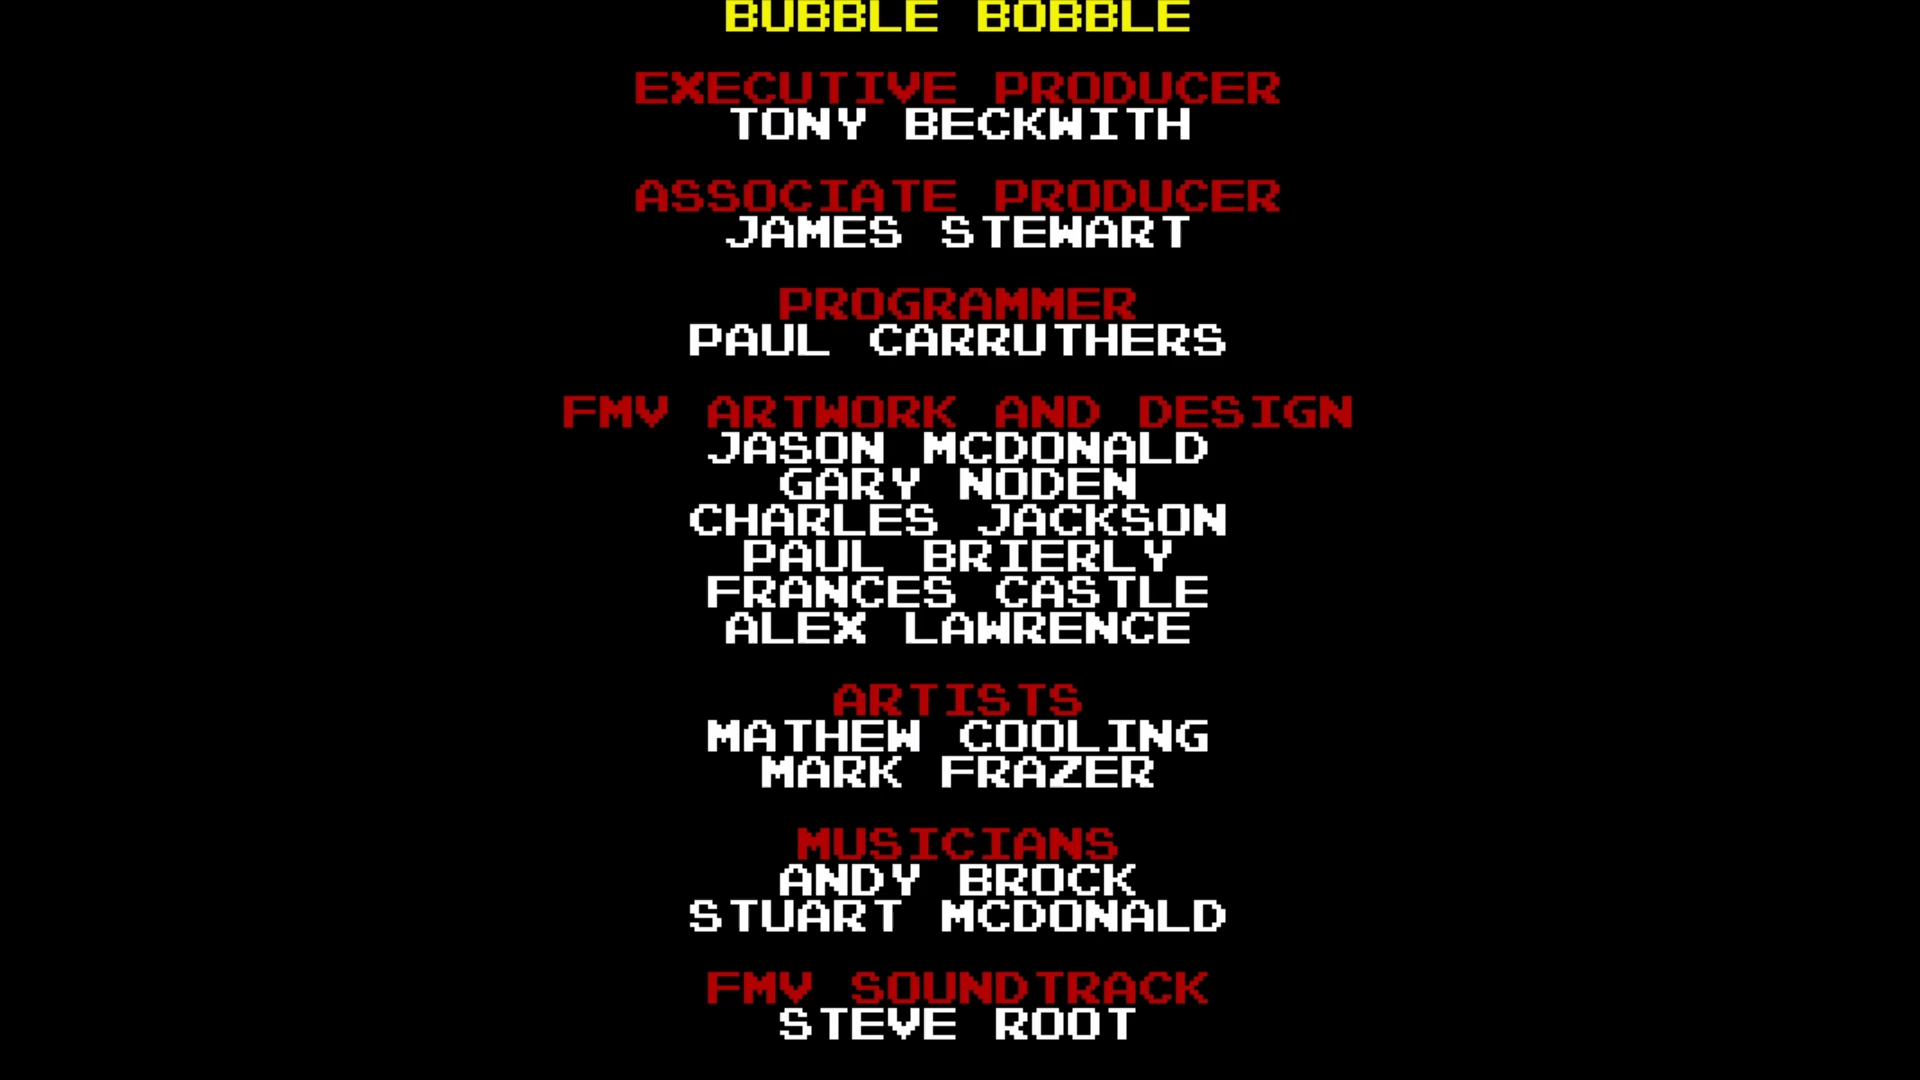 BUBBLE BOBBLE
EXECUTIVE PRODUCER
TONY BECKWITH
ASSOCIATE PRODUCER
JAMES STEWART
PROGRAMMER
PAUL CARRUTHERS
FMV ARTWORK AND DESIGN
JASON MCDONALD
GARY NODEN
CHARLES JACKSON
PAUL BRIERLY
FRANCES CASTLE
ALEX LAWRENCE
ARTISTS
MATHEW COOLING
MARK FRAZER
MUSICIANS
ANDY BROCK
STUART MCDONALD
FMV SOUNDTRACK
STEVE ROOT